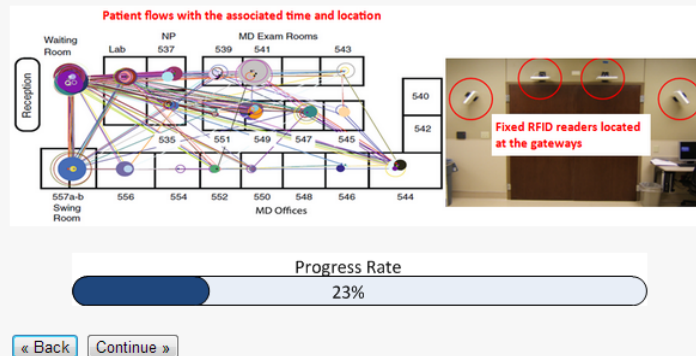 Patient flows with the associated time and location
Waiting
Room
Lab
NP
537
MD Exam Rooms
539
541
543
Reception
540
542
535
551
549
547
545
557a-b
Swing
Room
556
554
552
550
548
546
544
MD Offices
Fixed RFID readers located
at the gateways
Progress Rate
23%
« Back
Continue »